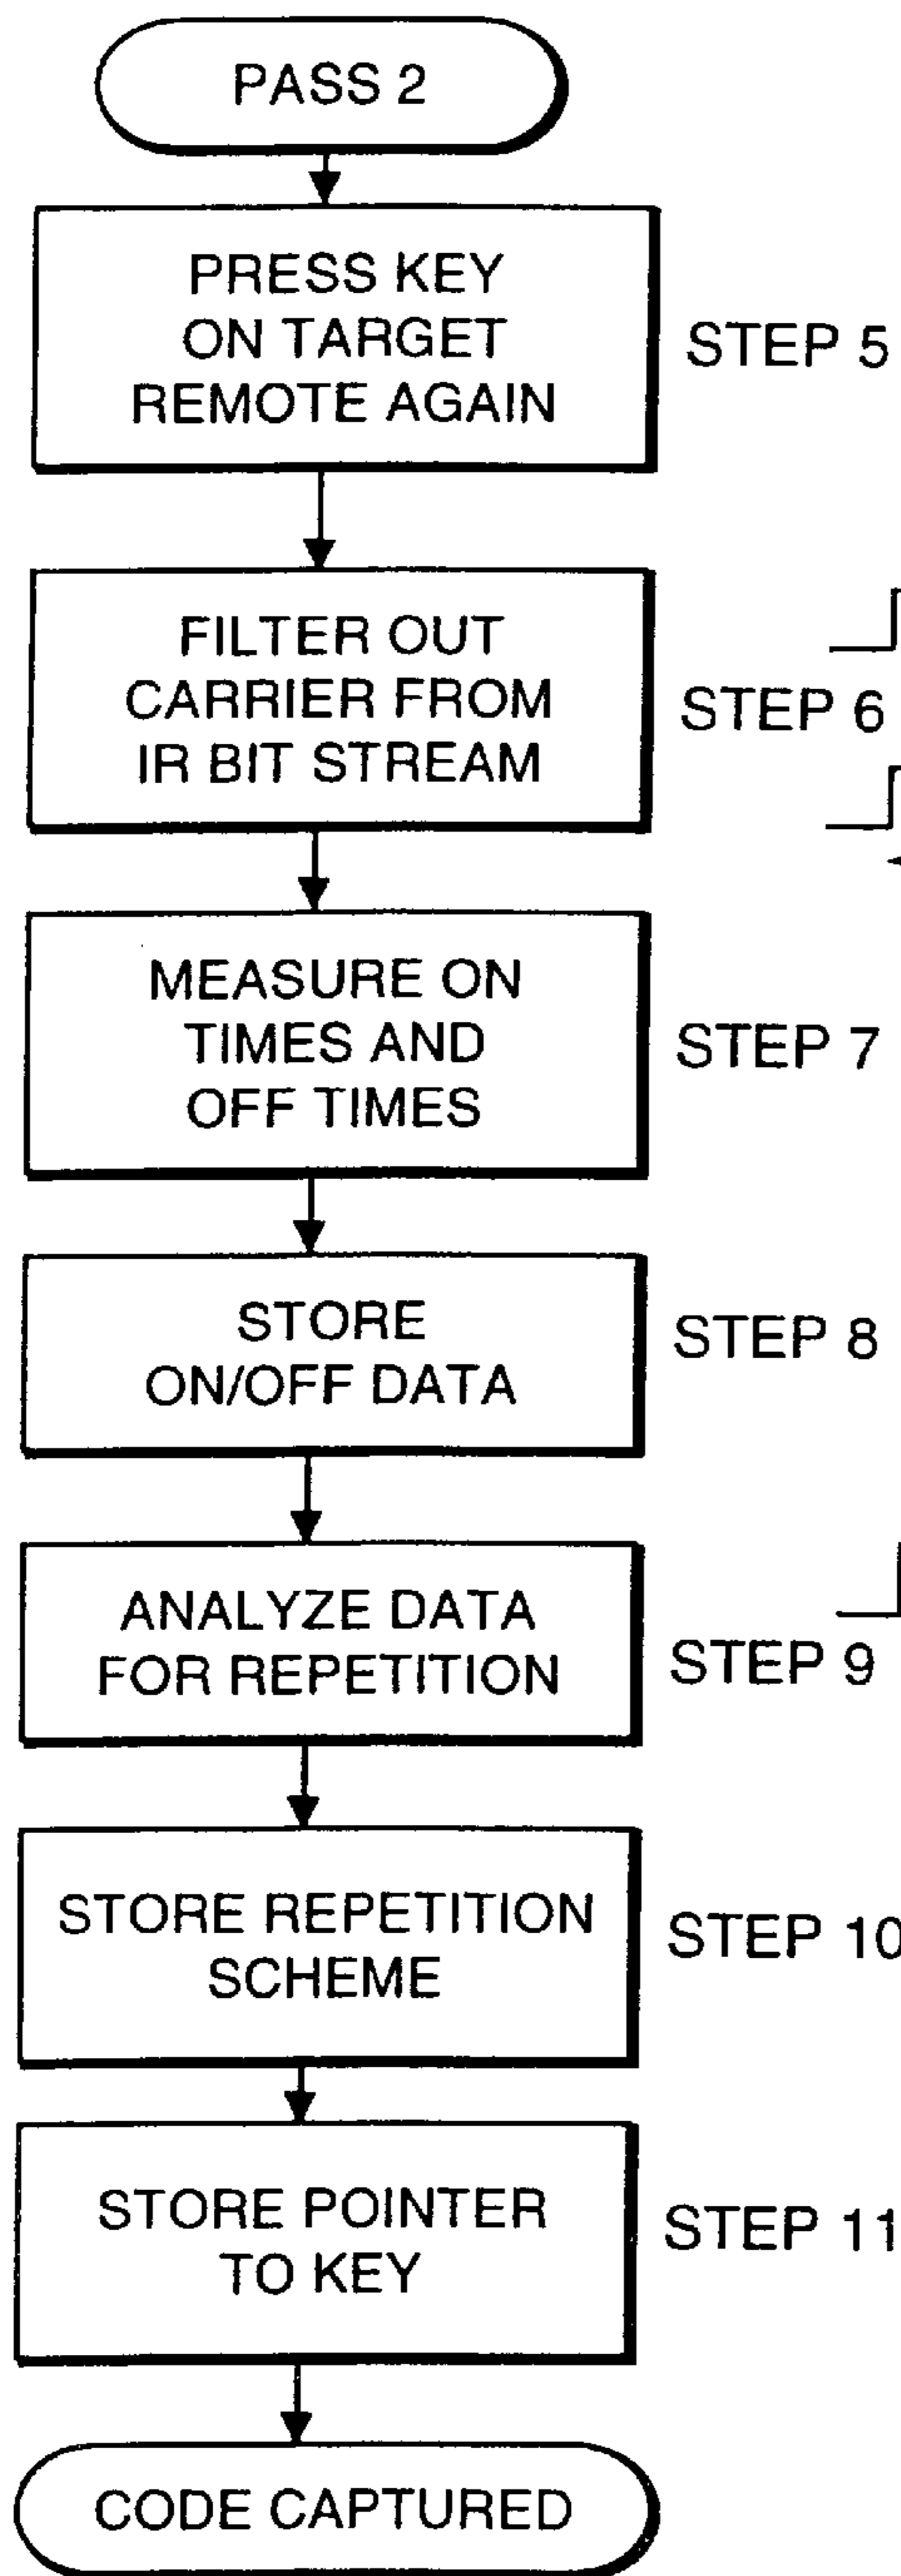 PASS 2
PRESS KEY
ON TARGET
REMOTE AGAIN
STEP 5
FILTER OUT
CARRIER FROM
IR BIT STREAM
STEP 6
MEASURE ON
TIMES AND
OFF TIMES
STEP 7
STORE
ON/OFF DATA
STEP 8
ANALYZE DATA
FOR REPETITION
STEP 9
STORE REPETITION
SCHEME
STEP 10
STORE POINTER
TO KEY
STEP 11
CODE CAPTURED